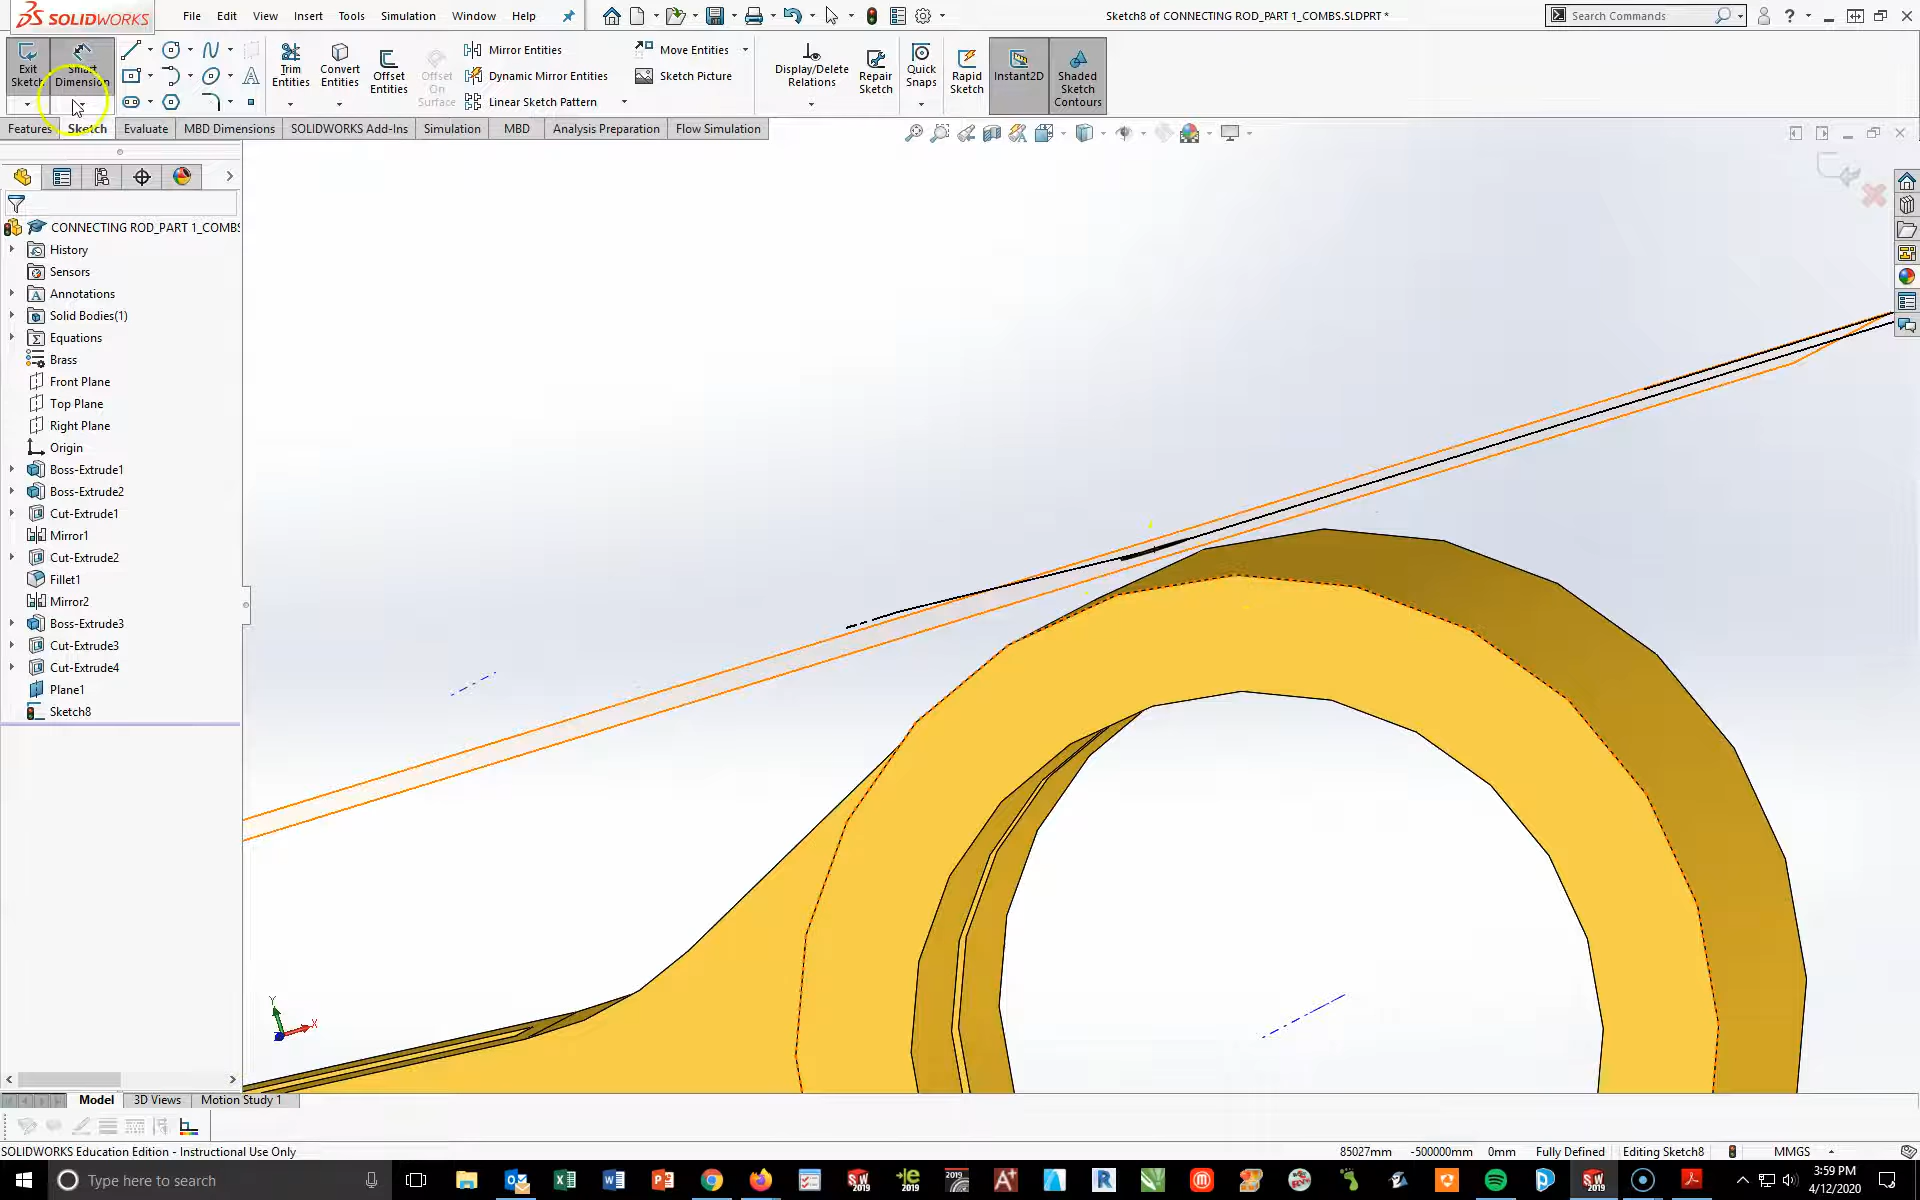 SOLIDWORKS
File Edit View Insert Tools Simulation Window Help
Sketch8 of CONNECTING ROD_PART 1_COMBS.SLDPRT *
Search Commands
Exit Sketch
Smart Dimension
Trim Entities
Convert Entities
Offset Entities
Offset On Surface
Mirror Entities
Dynamic Mirror Entities
Linear Sketch Pattern
Move Entities
Sketch Picture
Display/Delete Relations
Repair Sketch
Quick Snaps
Rapid Sketch
Instant2D
Shaded Sketch Contours
Features Sketch Evaluate MBD Dimensions SOLIDWORKS Add-Ins Simulation MBD Analysis Preparation Flow Simulation
CONNECTING ROD_PART 1_COMBS
History
Sensors
Annotations
Solid Bodies(1)
Equations
Brass
Front Plane
Top Plane
Right Plane
Origin
Boss-Extrude1
Boss-Extrude2
Cut-Extrude1
Mirror1
Cut-Extrude2
Fillet1
Mirror2
Boss-Extrude3
Cut-Extrude3
Cut-Extrude4
Plane1
Sketch8
Y
X
Model 3D Views Motion Study 1
SOLIDWORKS Education Edition - Instructional Use Only
85027mm -500000mm 0mm Fully Defined Editing Sketch8 MMGS
Type here to search
3:59 PM
4/12/2020